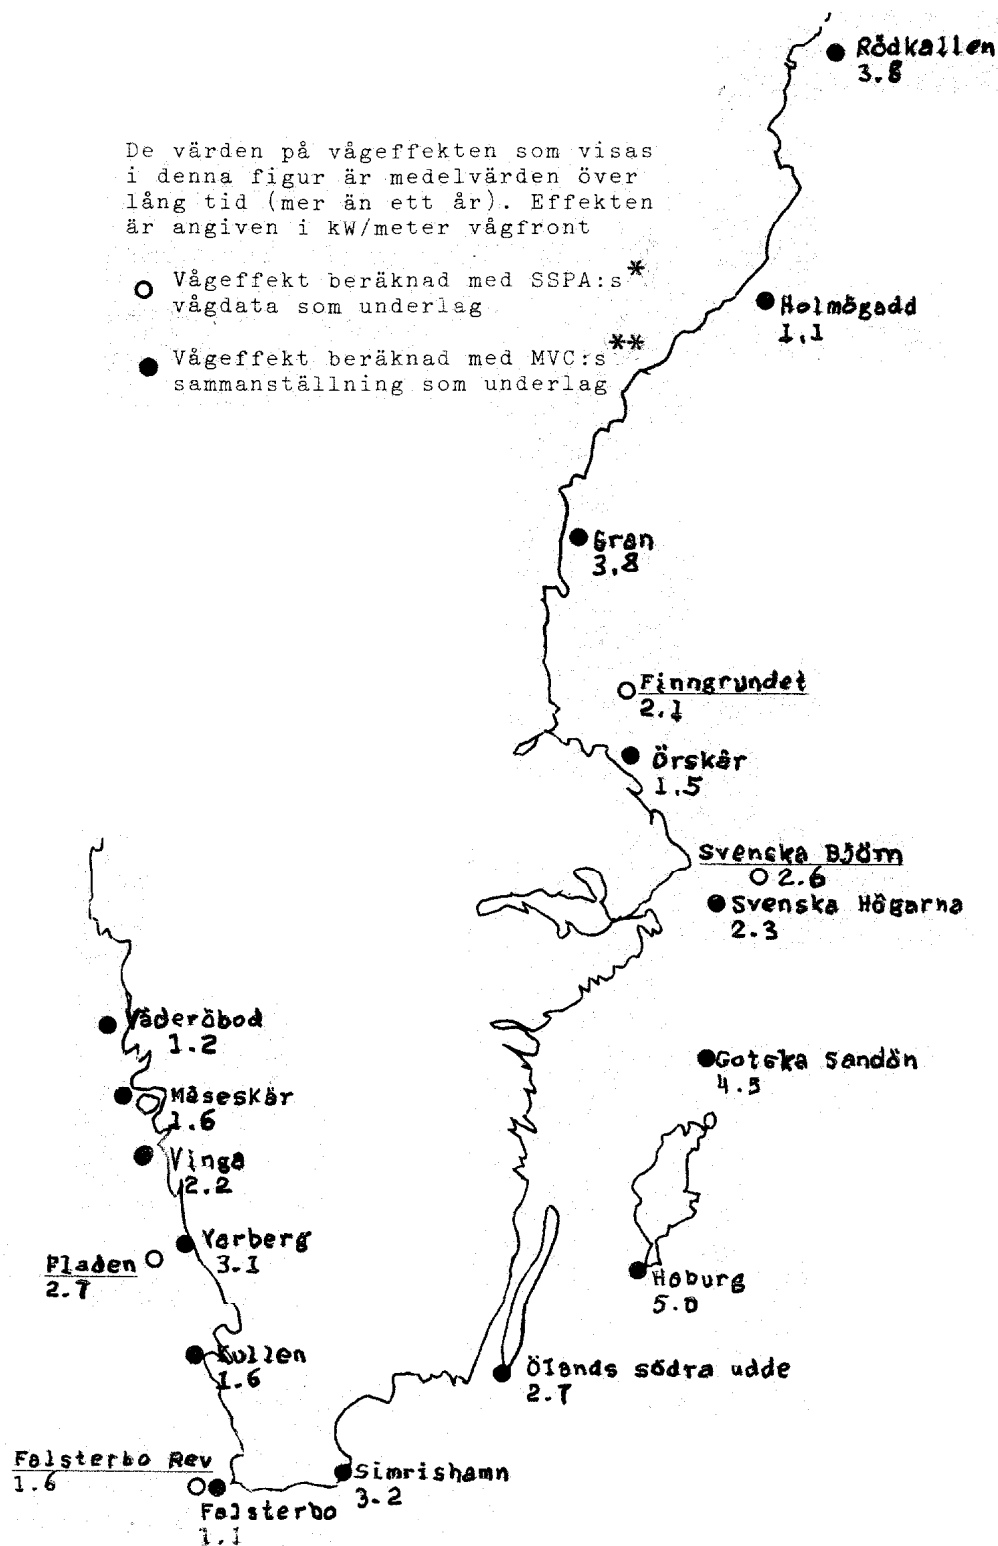 Rödkallen
3.8
De värden på vågeffekten som visas
i denna figur är medelvärden över
lång tid (mer än ett år). Effekten
är angiven i kW/meter vågfront
Vågeffekt beräknad med SSPA:s*
vågdata som underlag
Vågeffekt beräknad med MVC:s**
sammanställning som underlag
Holmögadd
1.1
Gran
3.8
Finngrundet
2.1
Örskär
1.5
Svenska Björn
2.6
Svenska Högarna
2.3
Väderöbod
1.2
Måseskär
1.6
Vinga
2.2
Varberg
3.1
Fladen
2.7
Kullen
1.6
Gotska Sandön
4.5
Hoburg
5.0
Ölands södra udde
2.7
Falsterbo Rev
1.6
Falsterbo
1.1
Simrishamn
3.2